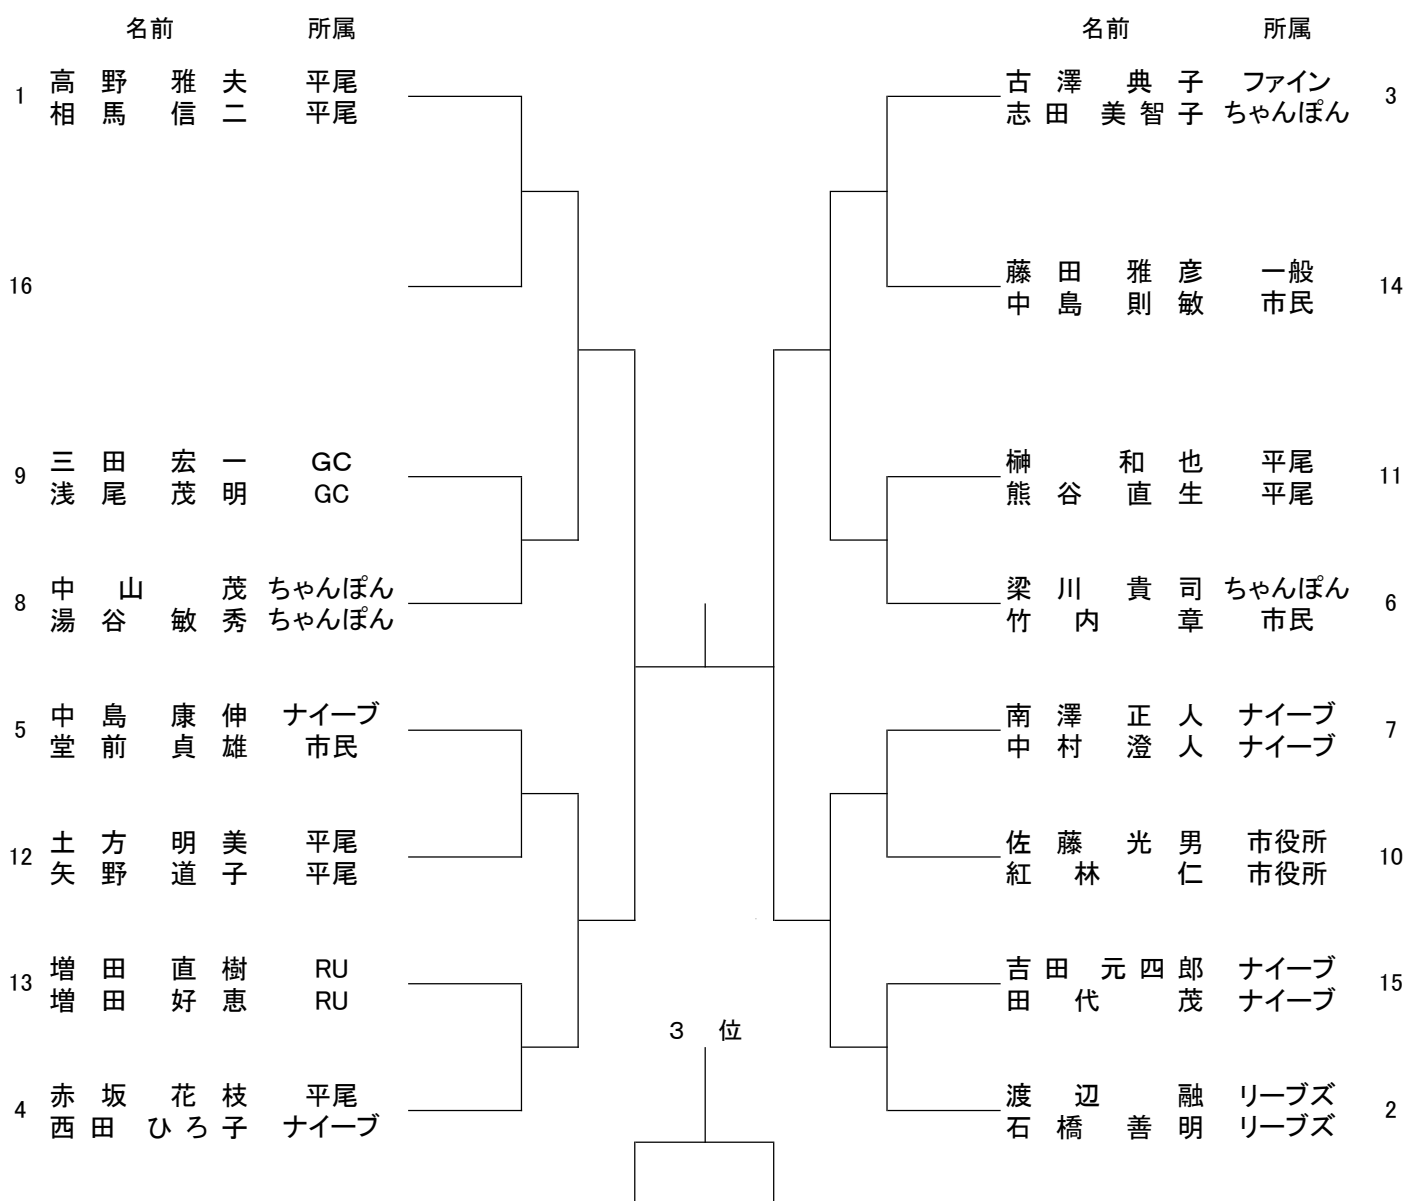 名前 所属
1 高野 雅夫 平尾
相馬 信二 平尾
16
9 三田 宏一 GC
浅尾 茂明 GC
8 中山 茂 ちゃんぽん
湯谷 敏秀 ちゃんぽん
5 中島 康伸 ナイーブ
堂前 貞雄 市民
12 土方 明美 平尾
矢野 道子 平尾
13 増田 直樹 RU
増田 好恵 RU
4 赤坂 花枝 平尾
西田 ひろ子 ナイーブ
3 位
名前 所属
古澤 典子 ファイン 3
志田 美智子 ちゃんぽん
藤田 雅彦 一般 14
中島 則敏 市民
榊 和也 平尾 11
熊谷 直生 平尾
梁川 貴司 ちゃんぽん 6
竹内 章 市民
南澤 正人 ナイーブ 7
中村 澄人 ナイーブ
佐藤 光男 市役所 10
紅林 仁 市役所
吉田 元四郎 ナイーブ 15
田代 茂 ナイーブ
渡辺 融 リーブズ 2
石橋 善明 リーブズ